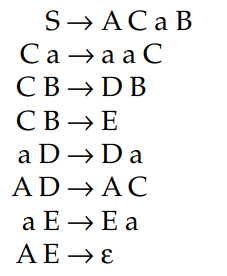 S → A C a B
C a → a a C
C B → D B
C B → E
a D → D a
A D → A C
a E → E a
A E → ε